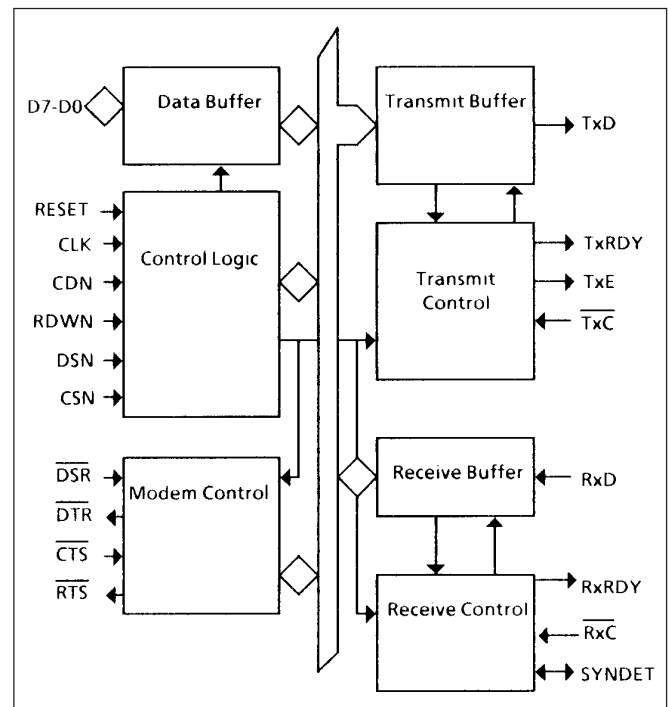 D7-D0
Data Buffer
Transmit Buffer
TxD
RESET
CLK
CDN
RDWN
DSN
CSN
Control Logic
Transmit
Control
TxRDY
TxE
TxC
DSR
DTR
CTS
RTS
Modem Control
Receive Buffer
RxD
Receive Control
RxRDY
RxC
SYNDET